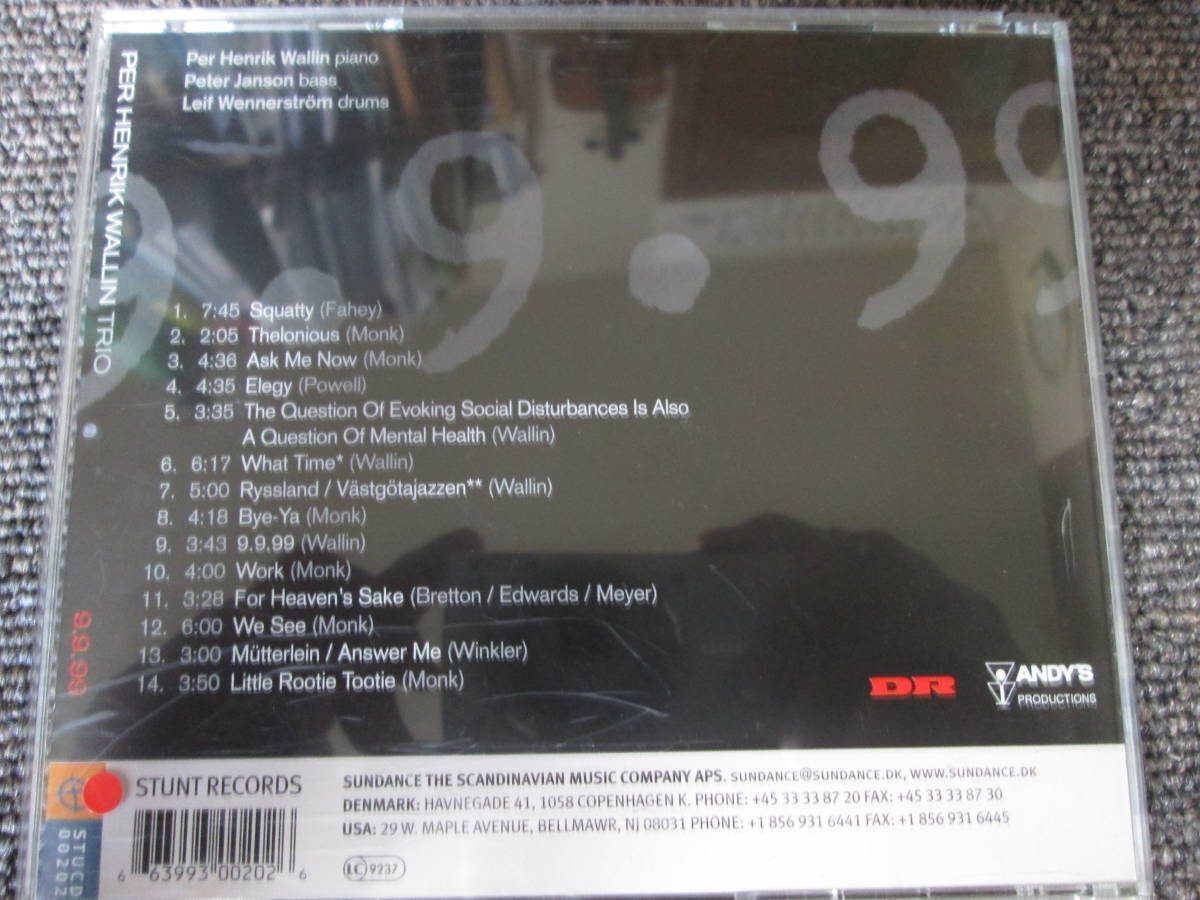 PER HENRIK WALLIN TRIO
9.9.99
Per Henrik Wallin piano
Peter Janson bass
Leif Wennerström drums
9.9.99
1. 7:45 Squatty (Fahey)
2. 2:05 Thelonious (Monk)
3. 4:36 Ask Me Now (Monk)
4. 4:35 Elegy (Powell)
5. 3:35 The Question Of Evoking Social Disturbances Is Also
A Question Of Mental Health (Wallin)
6. 6:17 What Time* (Wallin)
7. 5:00 Ryssland / Västgötajazzen** (Wallin)
8. 4:18 Bye-Ya (Monk)
9. 3:43 9.9.99 (Wallin)
10. 4:00 Work (Monk)
11. 3:28 For Heaven's Sake (Bretton / Edwards / Meyer)
12. 6:00 We See (Monk)
13. 3:00 Mütterlein / Answer Me (Winkler)
14. 3:50 Little Rootie Tootie (Monk)
DR
ANDY'S
PRODUCTIONS
STUNT RECORDS
STUCD
00202
6 63993 00202 6
SUNDANCE THE SCANDINAVIAN MUSIC COMPANY APS. SUNDANCE@SUNDANCE.DK, WWW.SUNDANCE.DK
DENMARK: HAVNEGADE 41, 1058 COPENHAGEN K. PHONE: +45 33 33 87 20 FAX: +45 33 33 87 30
USA: 29 W. MAPLE AVENUE, BELLMAWR, NJ 08031 PHONE: +1 856 931 6441 FAX: +1 856 931 6445
LC 9237